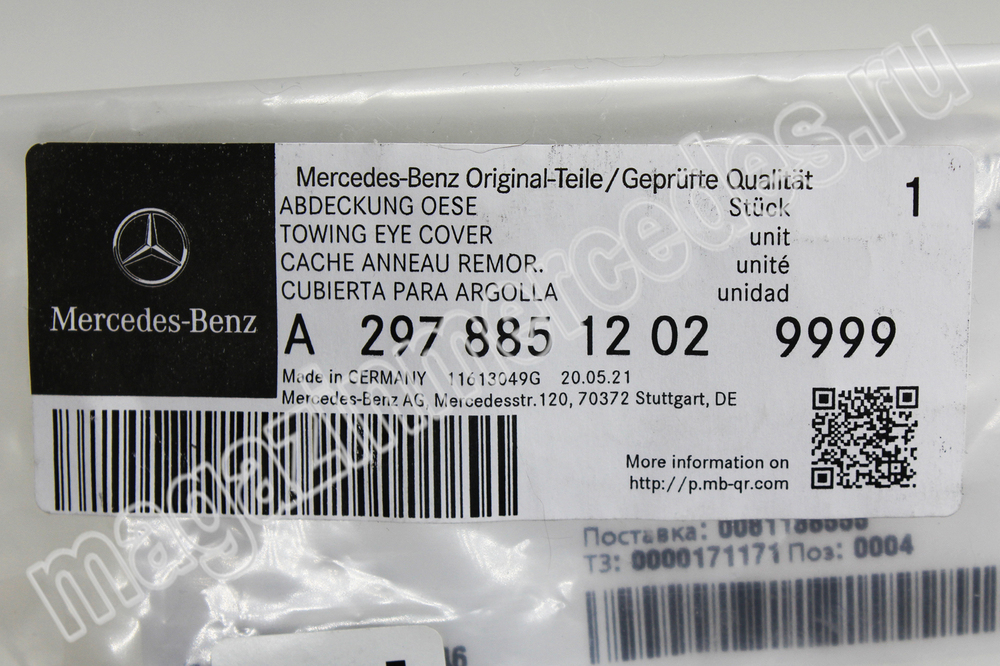 Mercedes-Benz
Mercedes-Benz Original-Teile/Geprüfte Qualität
ABDECKUNG OESE Stück 1
TOWING EYE COVER unit
CACHE ANNEAU REMOR. unité
CUBIERTA PARA ARGOLLA unidad
A 297 885 12 02 9999
Made in GERMANY 11613049G 20.05.21
Mercedes-Benz AG, Mercedesstr.120, 70372 Stuttgart, DE
More information on
http://p.mb-qr.com
Поставка:
ТЗ: 0000171171 Поз: 0004
magazinmercedes.ru